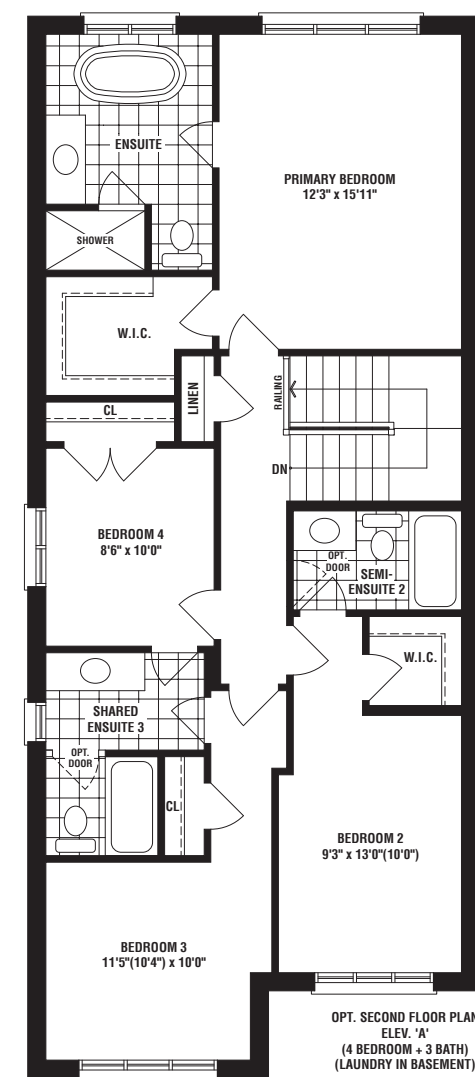 ENSUITE
PRIMARY BEDROOM
12'3" x 15'11"
SHOWER
W.I.C.
LINEN
RAILING
CL
DN
BEDROOM 4
8'6" x 10'0"
OPT.
DOOR
SEMI-
ENSUITE 2
W.I.C.
SHARED
ENSUITE 3
OPT.
DOOR
CL
BEDROOM 2
9'3" x 13'0"(10'0")
BEDROOM 3
11'5"(10'4") x 10'0"
OPT. SECOND FLOOR PLAN
ELEV. 'A'
(4 BEDROOM + 3 BATH)
(LAUNDRY IN BASEMENT)